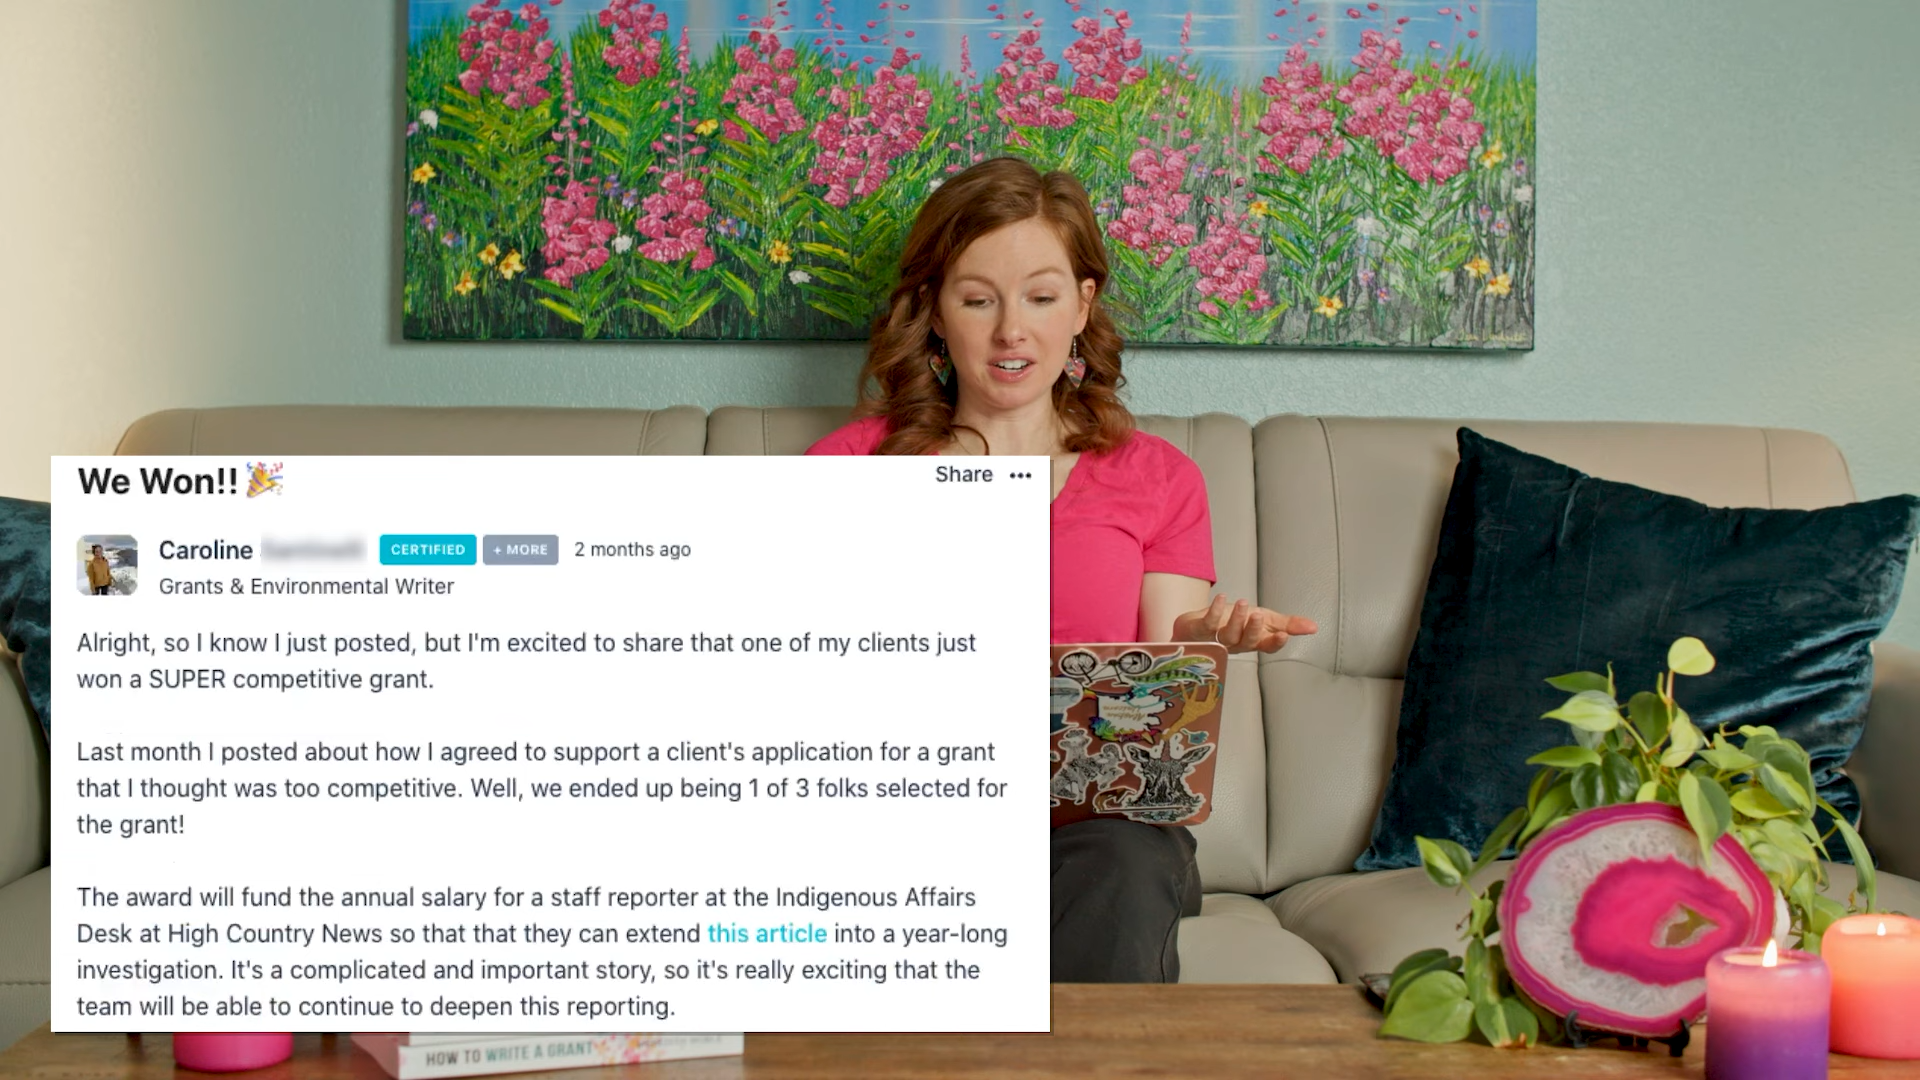 We Won!! 🎉
Share •••
Caroline
CERTIFIED
+ MORE
2 months ago
Grants & Environmental Writer
Alright, so I know I just posted, but I'm excited to share that one of my clients just
won a SUPER competitive grant.
Last month I posted about how I agreed to support a client's application for a grant
that I thought was too competitive. Well, we ended up being 1 of 3 folks selected for
the grant!
The award will fund the annual salary for a staff reporter at the Indigenous Affairs
Desk at High Country News so that that they can extend this article into a year-long
investigation. It's a complicated and important story, so it's really exciting that the
team will be able to continue to deepen this reporting.
HOW TO WRITE A GRANT